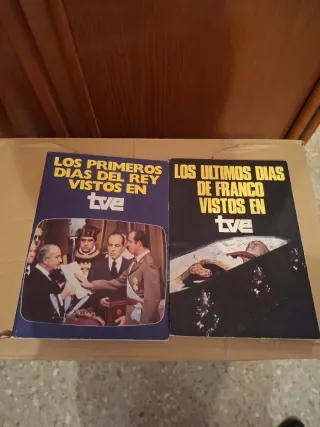 LOS PRIMEROS
DIAS DEL REY
VISTOS EN
tve
LOS ULTIMOS DIAS
DE FRANCO
VISTOS EN
tve